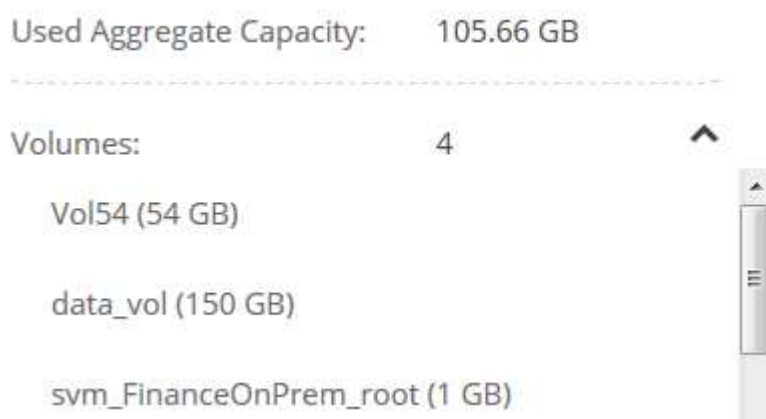 Used Aggregate Capacity: 105.66 GB
Volumes: 4
Vol54 (54 GB)
data_vol (150 GB)
svm_FinanceOnPrem_root (1 GB)